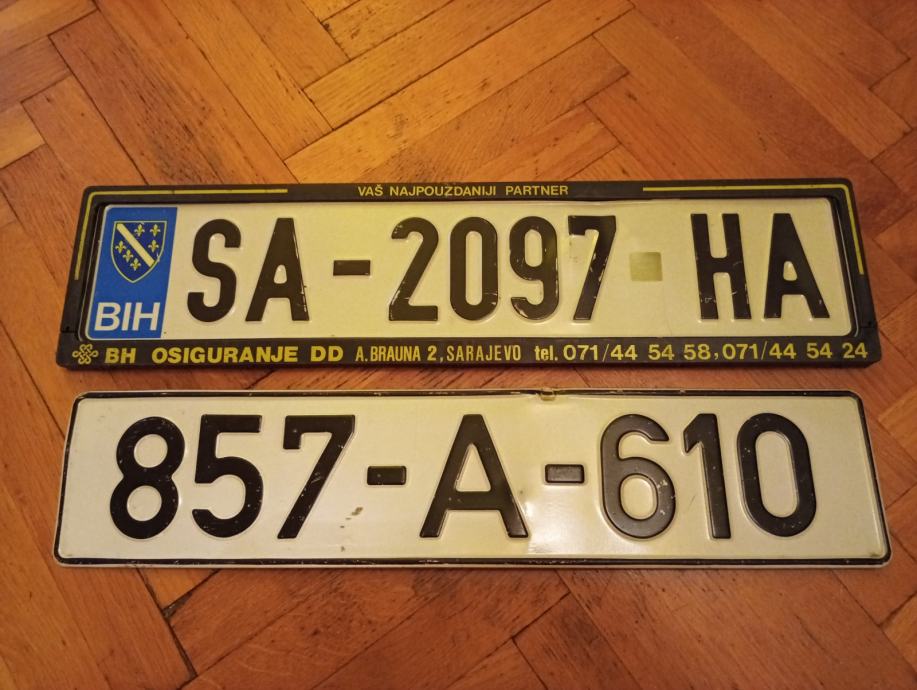 VAŠ NAJPOUŽDANIJI PARTNER
BIH SA-2097 HA
BH OSIGURANJE DD A. BRAUNA 2, SARAJEVO tel. 071/44 54 58, 071/44 54 24
857-A-610